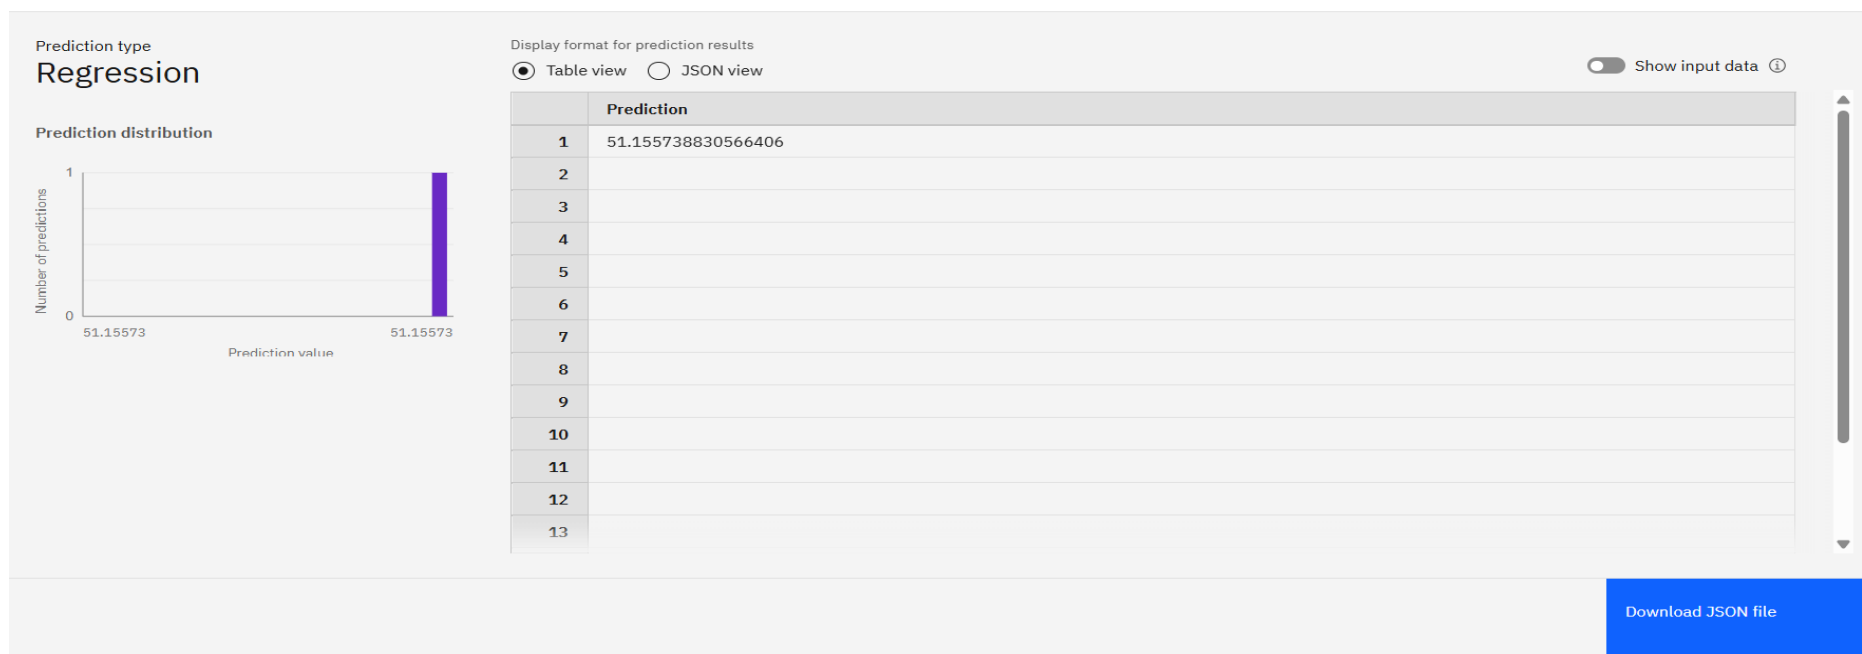 Prediction type
Regression
Prediction distribution
1
0
Number of predictions
51.15573 51.15573
Prediction value
Display format for prediction results
Table view JSON view
Show input data
Prediction
1 51.155738830566406
2
3
4
5
6
7
8
9
10
11
12
13
Download JSON file